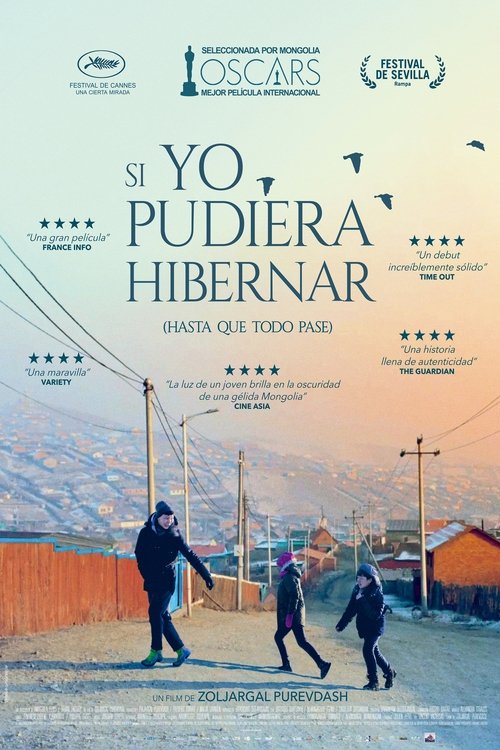 FESTIVAL DE CANNES
UNE CERTA MIRADA
SELECCIONADA POR MONGOLIA
OSCARS
MEJOR PELÍCULA INTERNACIONAL
FESTIVAL
DE SEVILLA
Rampa
SI YO
PUDIERA
HIBERNAR
(HASTA QUE TODO PASE)
"Una gran película"
FRANCE INFO
"Un debut
increíblemente sólido"
TIME OUT
"Una maravilla"
VARIETY
"La luz de un joven brilla en la oscuridad
de una gélida Mongolia"
CINE ASIA
"Una historia
llena de autenticidad"
THE GUARDIAN
UN FILM DE ZOLJARGAL PUREVDASH